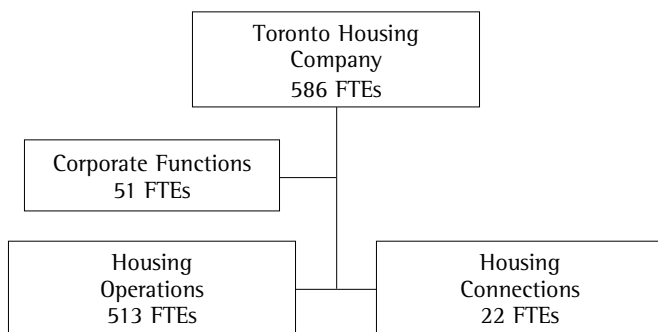 Toronto Housing
Company
586 FTEs
Corporate Functions
51 FTEs
Housing
Operations
513 FTEs
Housing
Connections
22 FTEs